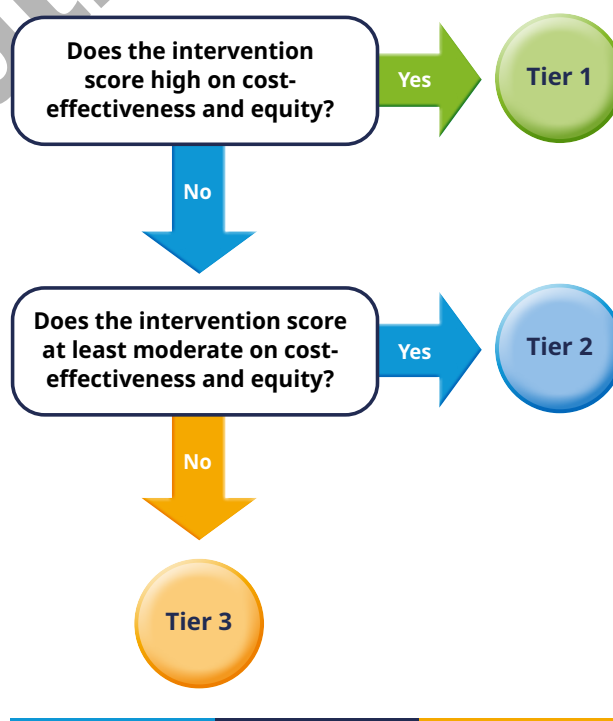 Does the intervention
score high on cost-
effectiveness and equity?
Yes
Tier 1
No
Does the intervention score
at least moderate on cost-
effectiveness and equity?
Yes
Tier 2
No
Tier 3